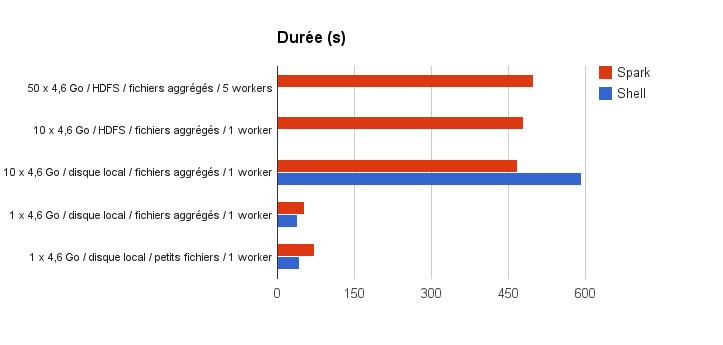 Durée (s)
Spark
Shell
50 x 4,6 Go / HDFS / fichiers aggrégés / 5 workers
10 x 4,6 Go / HDFS / fichiers aggrégés / 1 worker
10 x 4,6 Go / disque local / fichiers aggrégés / 1 worker
1 x 4,6 Go / disque local / fichiers aggrégés / 1 worker
1 x 4,6 Go / disque local / petits fichiers / 1 worker
0 150 300 450 600